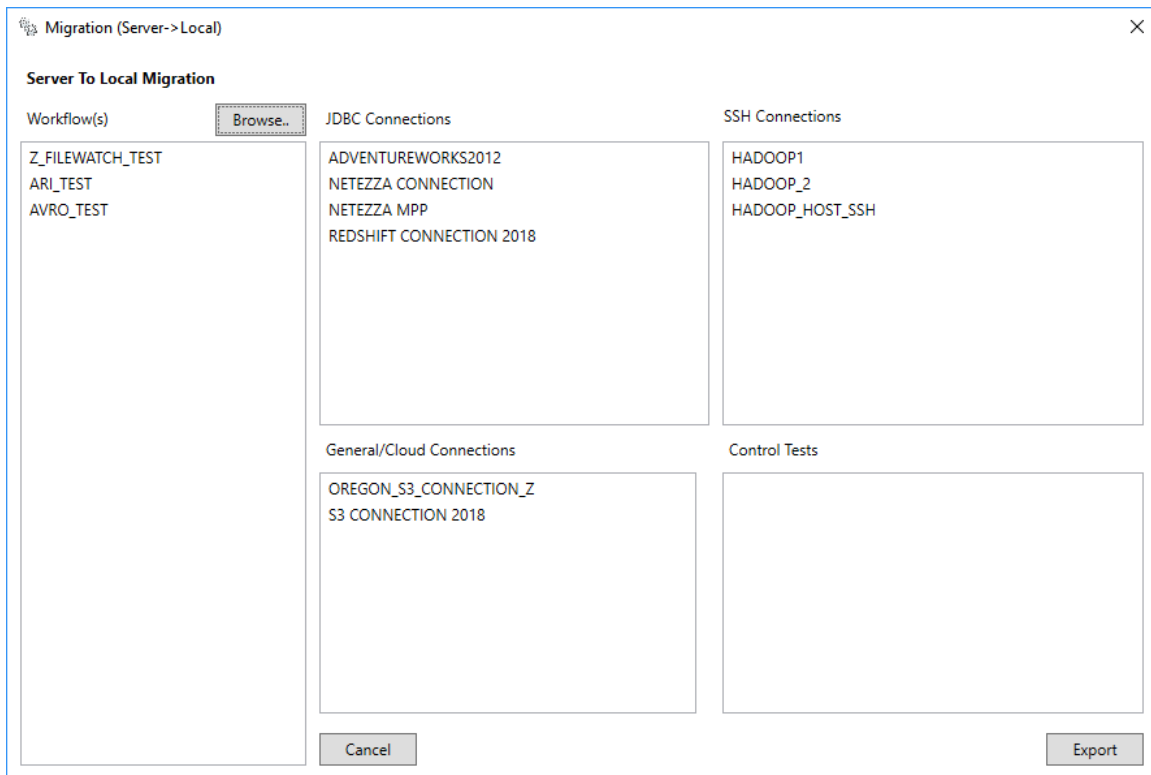 Migration (Server->Local)
Server To Local Migration
Workflow(s)
Browse..
Z_FILEWATCH_TEST
ARI_TEST
AVRO_TEST
JDBC Connections
ADVENTUREWORKS2012
NETEZZA CONNECTION
NETEZZA MPP
REDSHIFT CONNECTION 2018
SSH Connections
HADOOP1
HADOOP_2
HADOOP_HOST_SSH
General/Cloud Connections
OREGON_S3_CONNECTION_Z
S3 CONNECTION 2018
Control Tests
Cancel
Export